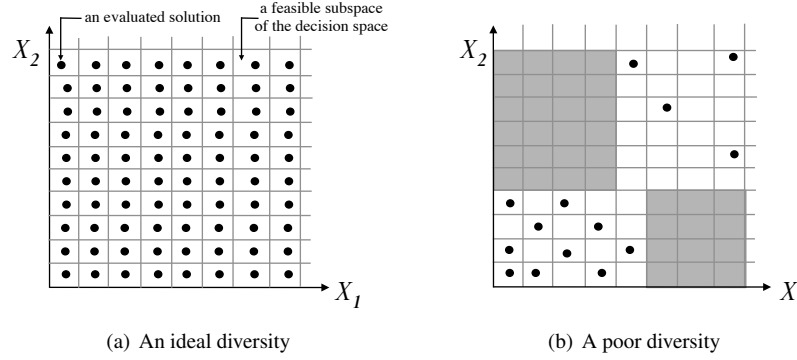 an evaluated solution
a feasible subspace
of the decision space
X2
X1
(a) An ideal diversity
X2
X
(b) A poor diversity